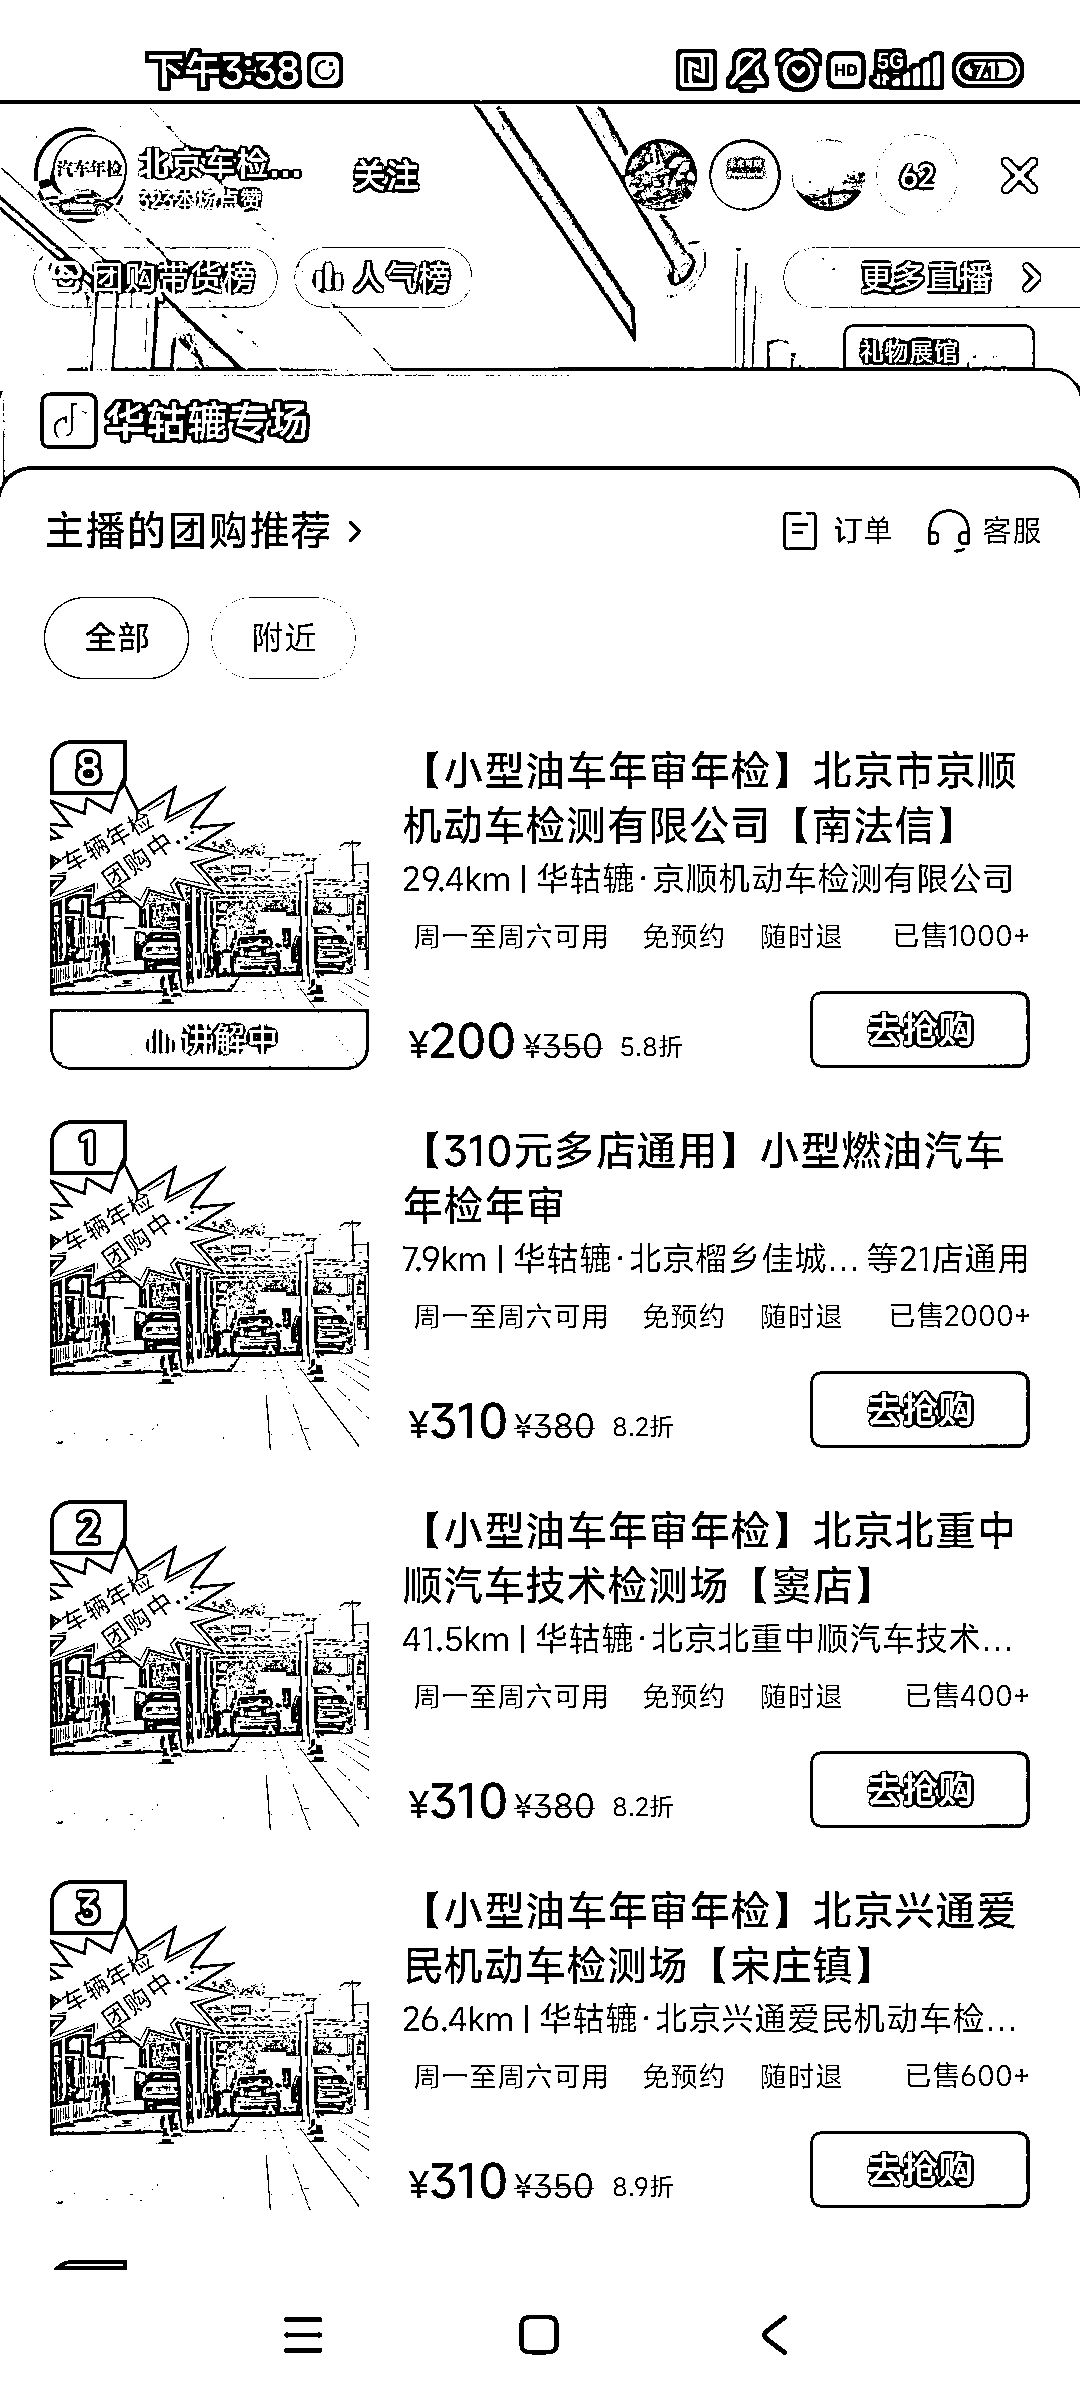 下午3:38
HD 5G 71
汽车年检
北京车检...
323本场点赞
关注
62
团购带货榜
人气榜
更多直播
礼物展馆
华轱辘专场
主播的团购推荐
订单
客服
全部
附近
8
车辆年检
团购中...
讲解中
【小型油车年审年检】北京市京顺
机动车检测有限公司【南法信】
29.4km | 华轱辘·京顺机动车检测有限公司
周一至周六可用 免预约 随时退 已售1000+
¥200 ¥350 5.8折
去抢购
1
车辆年检
团购中...
【310元多店通用】小型燃油汽车
年检年审
7.9km | 华轱辘·北京榴乡佳城... 等21店通用
周一至周六可用 免预约 随时退 已售2000+
¥310 ¥380 8.2折
去抢购
2
车辆年检
团购中...
【小型油车年审年检】北京北重中
顺汽车技术检测场【窦店】
41.5km | 华轱辘·北京北重中顺汽车技术...
周一至周六可用 免预约 随时退 已售400+
¥310 ¥380 8.2折
去抢购
3
车辆年检
团购中...
【小型油车年审年检】北京兴通爱
民机动车检测场【宋庄镇】
26.4km | 华轱辘·北京兴通爱民机动车检...
周一至周六可用 免预约 随时退 已售600+
¥310 ¥350 8.9折
去抢购